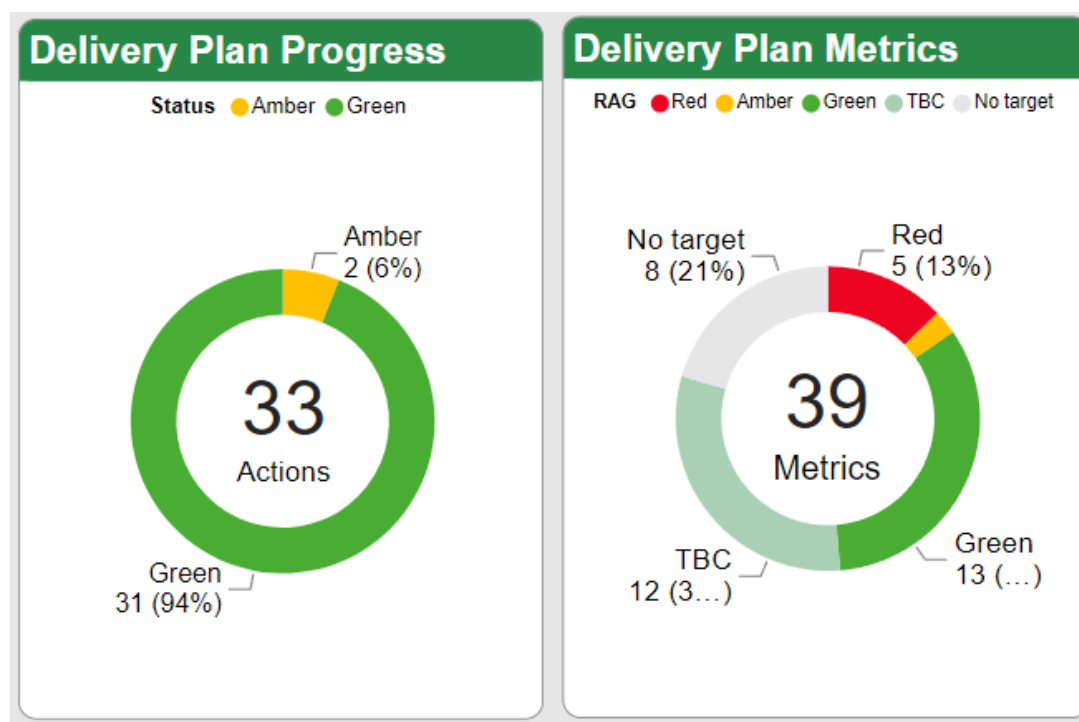 Delivery Plan Progress
Status Amber Green
Amber
2 (6%)
33
Actions
Green
31 (94%)
Delivery Plan Metrics
RAG Red Amber Green TBC No target
No target
8 (21%)
Red
5 (13%)
39
Metrics
TBC
12 (3...)
Green
13 (...)